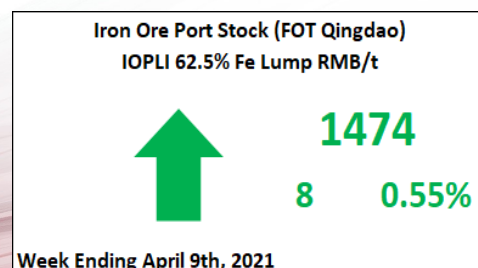 Iron Ore Port Stock (FOT Qingdao)
IOPLI 62.5% Fe Lump RMB/t
1474
8 0.55%
Week Ending April 9th, 2021